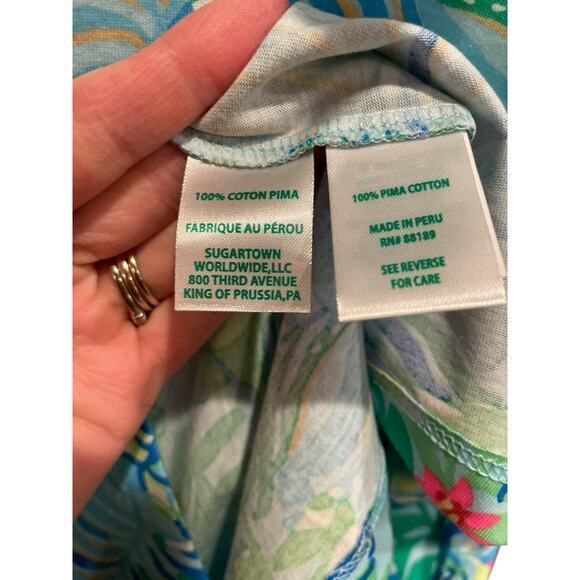 100% COTON PIMA
FABRIQUE AU PÉROU
SUGARTOWN
WORLDWIDE,LLC
800 THIRD AVENUE
KING OF PRUSSIA,PA
100% PIMA COTTON
MADE IN PERU
RN# 88189
SEE REVERSE
FOR CARE